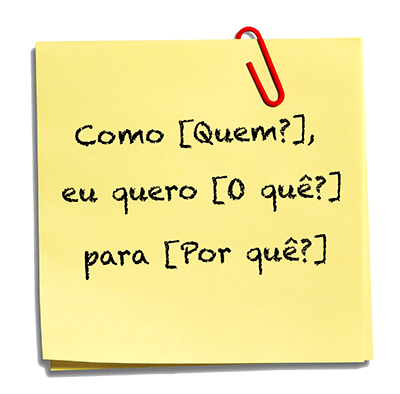 Como [Quem?],
eu quero [O quê?]
para [Por quê?]